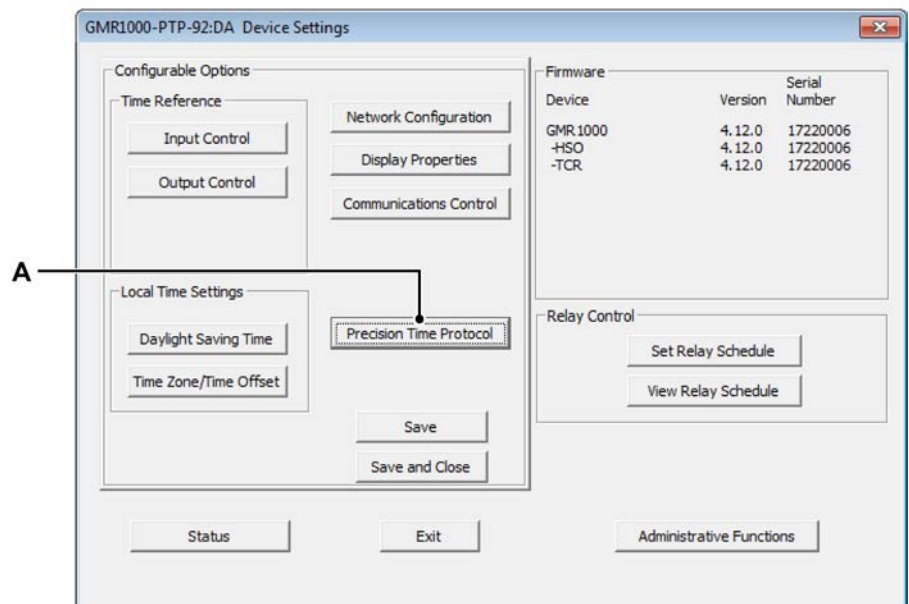 GMR1000-PTP-92:DA Device Settings
Configurable Options
Time Reference
Input Control
Output Control
Network Configuration
Display Properties
Communications Control
A
Local Time Settings
Daylight Saving Time
Time Zone/Time Offset
Precision Time Protocol
Save
Save and Close
Firmware
Device Version Serial Number
GMR1000 4.12.0 17220006
-HSO 4.12.0 17220006
-TCR 4.12.0 17220006
Relay Control
Set Relay Schedule
View Relay Schedule
Status
Exit
Administrative Functions